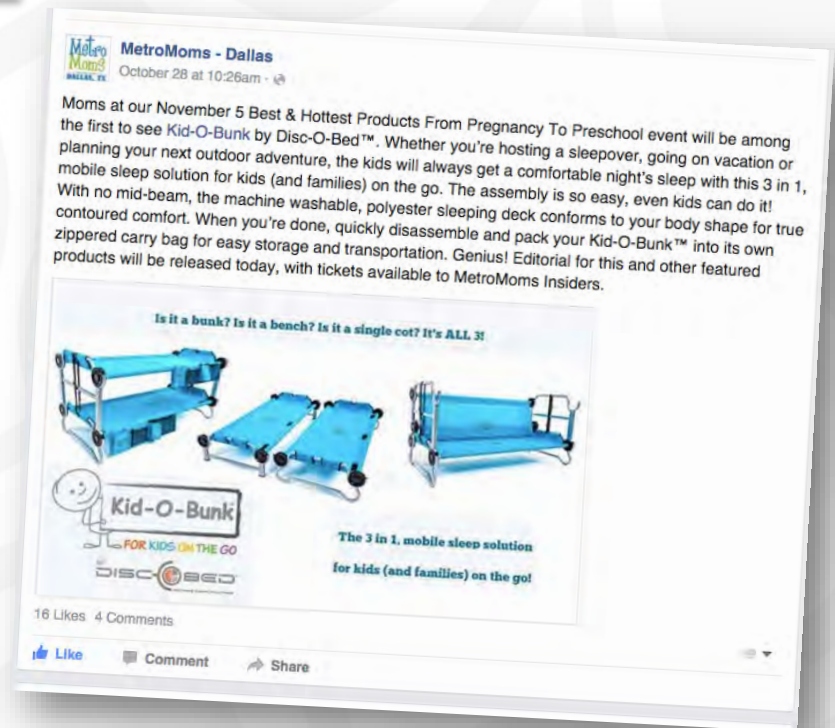 Metro
Moms
DALLAS, TX
MetroMoms - Dallas
October 28 at 10:26am ·
Moms at our November 5 Best & Hottest Products From Pregnancy To Preschool event will be among
the first to see Kid-O-Bunk by Disc-O-Bed™. Whether you're hosting a sleepover, going on vacation or
planning your next outdoor adventure, the kids will always get a comfortable night's sleep with this 3 in 1,
mobile sleep solution for kids (and families) on the go. The assembly is so easy, even kids can do it!
With no mid-beam, the machine washable, polyester sleeping deck conforms to your body shape for true
contoured comfort. When you're done, quickly disassemble and pack your Kid-O-Bunk™ into its own
zippered carry bag for easy storage and transportation. Genius! Editorial for this and other featured
products will be released today, with tickets available to MetroMoms Insiders.
Is it a bunk? Is it a bench? Is it a single cot? It's ALL 3!
Kid-O-Bunk
FOR KIDS ON THE GO
DISC-O-BED
The 3 in 1, mobile sleep solution
for kids (and families) on the go!
16 Likes 4 Comments
Like Comment Share